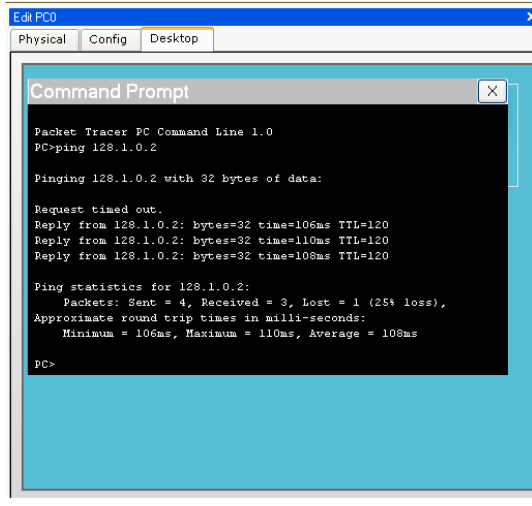 Edit PC0
Physical Config Desktop
Command Prompt X
Packet Tracer PC Command Line 1.0
PC>ping 128.1.0.2
Pinging 128.1.0.2 with 32 bytes of data:
Request timed out.
Reply from 128.1.0.2: bytes=32 time=106ms TTL=120
Reply from 128.1.0.2: bytes=32 time=110ms TTL=120
Reply from 128.1.0.2: bytes=32 time=108ms TTL=120
Ping statistics for 128.1.0.2:
Packets: Sent = 4, Received = 3, Lost = 1 (25% loss),
Approximate round trip times in milli-seconds:
Minimum = 106ms, Maximum = 110ms, Average = 108ms
PC>